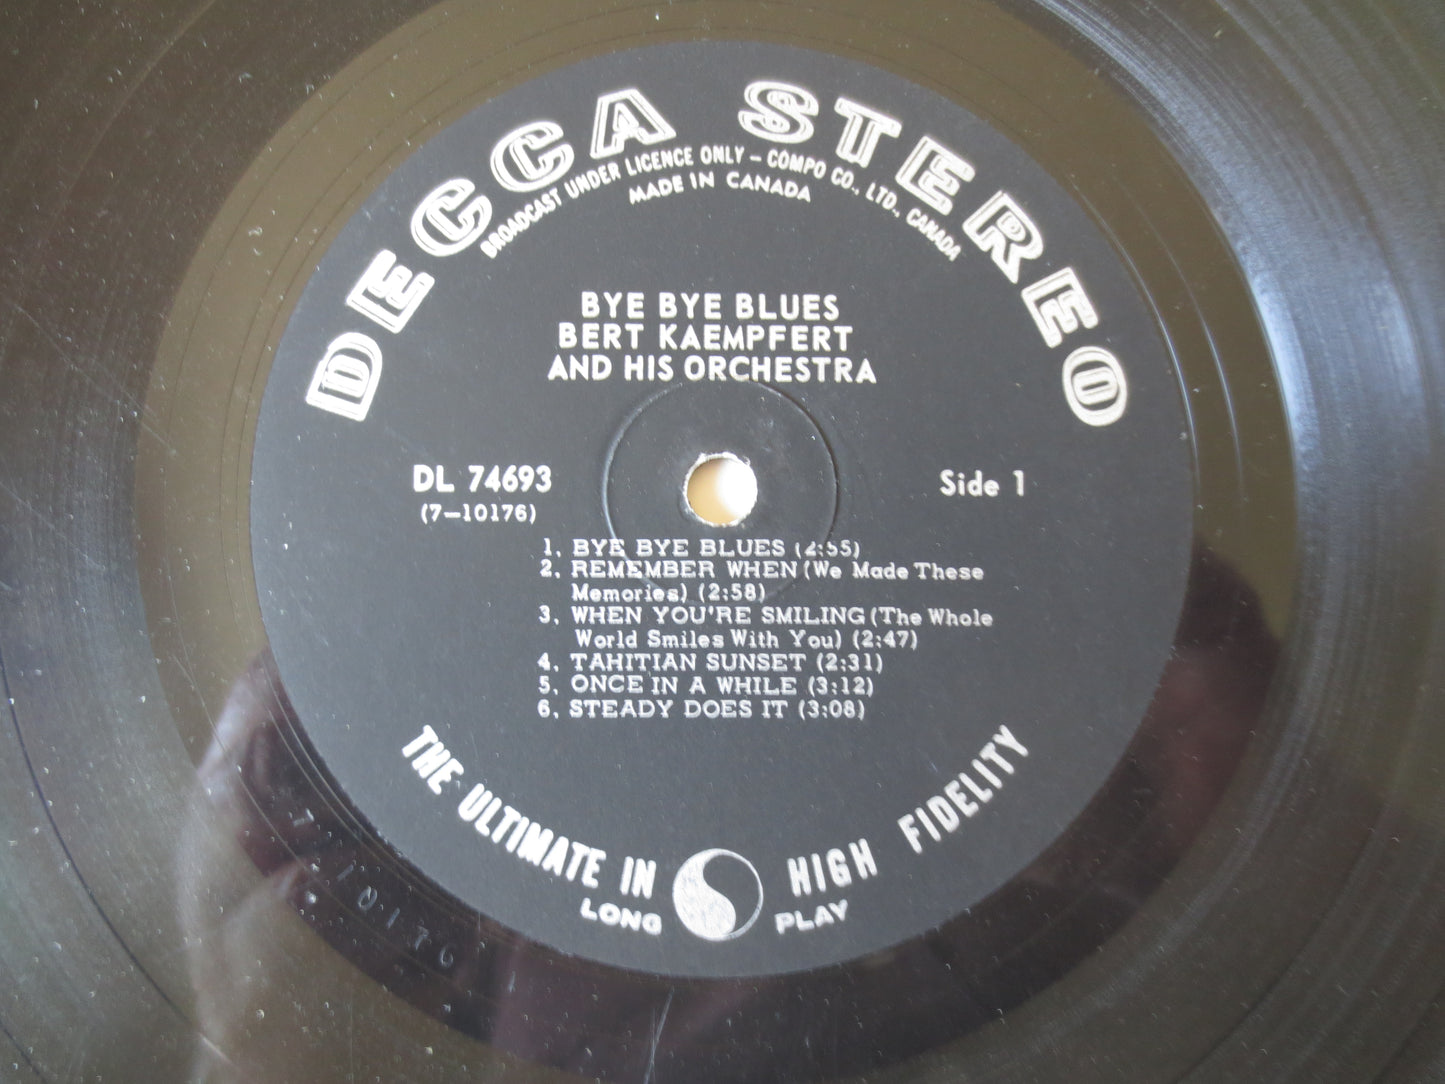 DECCA STEREO
BROADCAST UNDER LICENCE ONLY - COMPO CO., LTD., CANADA
MADE IN CANADA
BYE BYE BLUES
BERT KAEMPFERT
AND HIS ORCHESTRA
DL 74693
Side 1
(7-10176)
1. BYE BYE BLUES (2:55)
2. REMEMBER WHEN (We Made These
Memories) (2:58)
3. WHEN YOU'RE SMILING (The Whole
World Smiles With You) (2:47)
4. TAHITIAN SUNSET (2:31)
5. ONCE IN A WHILE (3:12)
6. STEADY DOES IT (3:08)
THE ULTIMATE IN HIGH FIDELITY
LONG PLAY
7-10176